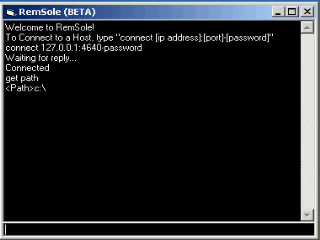 RemSole (BETA)
Welcome to RemSole!
To Connect to a Host, type "connect [ip address]:[port]-[password]"
connect 127.0.0.1:4640-password
Waiting for reply...
Connected
get path
<Path>c:\